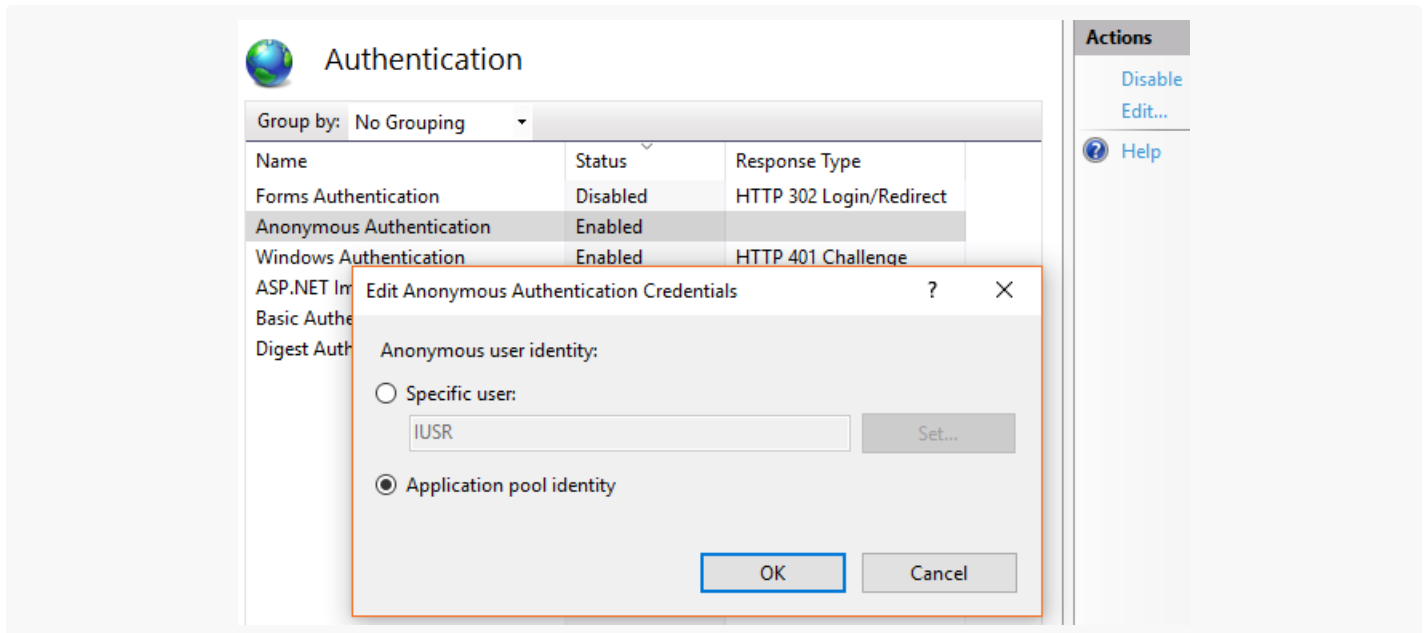 Authentication
Actions
Disable
Edit...
Help
Group by: No Grouping
Name Status Response Type
Forms Authentication Disabled HTTP 302 Login/Redirect
Anonymous Authentication Enabled
Windows Authentication Enabled HTTP 401 Challenge
ASP.NET
Basic
Digest
Edit Anonymous Authentication Credentials ?
Anonymous user identity:
Specific user:
IUSR Set...
Application pool identity
OK Cancel